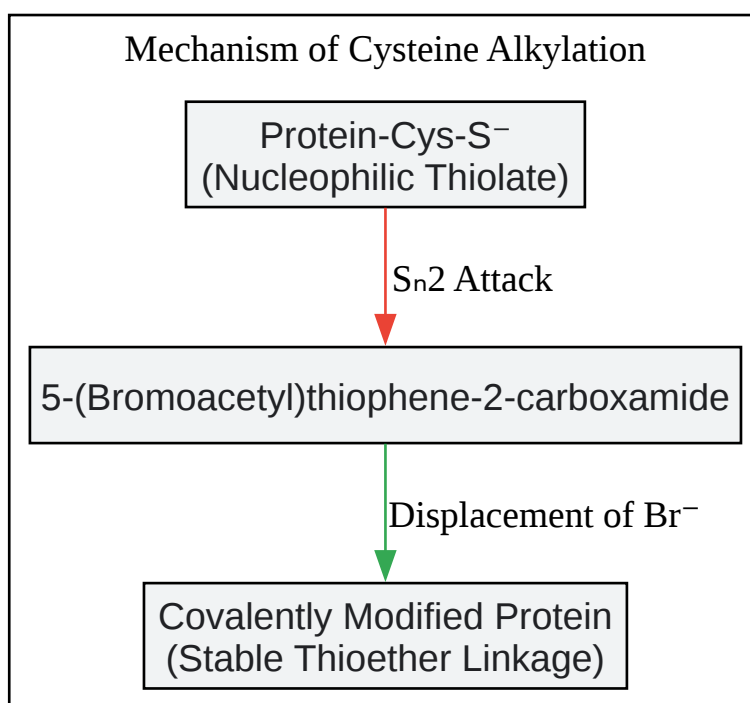 Mechanism of Cysteine Alkylation
Protein-Cys-S⁻
(Nucleophilic Thiolate)
Sₙ2 Attack
5-(Bromoacetyl)thiophene-2-carboxamide
Displacement of Br⁻
Covalently Modified Protein
(Stable Thioether Linkage)